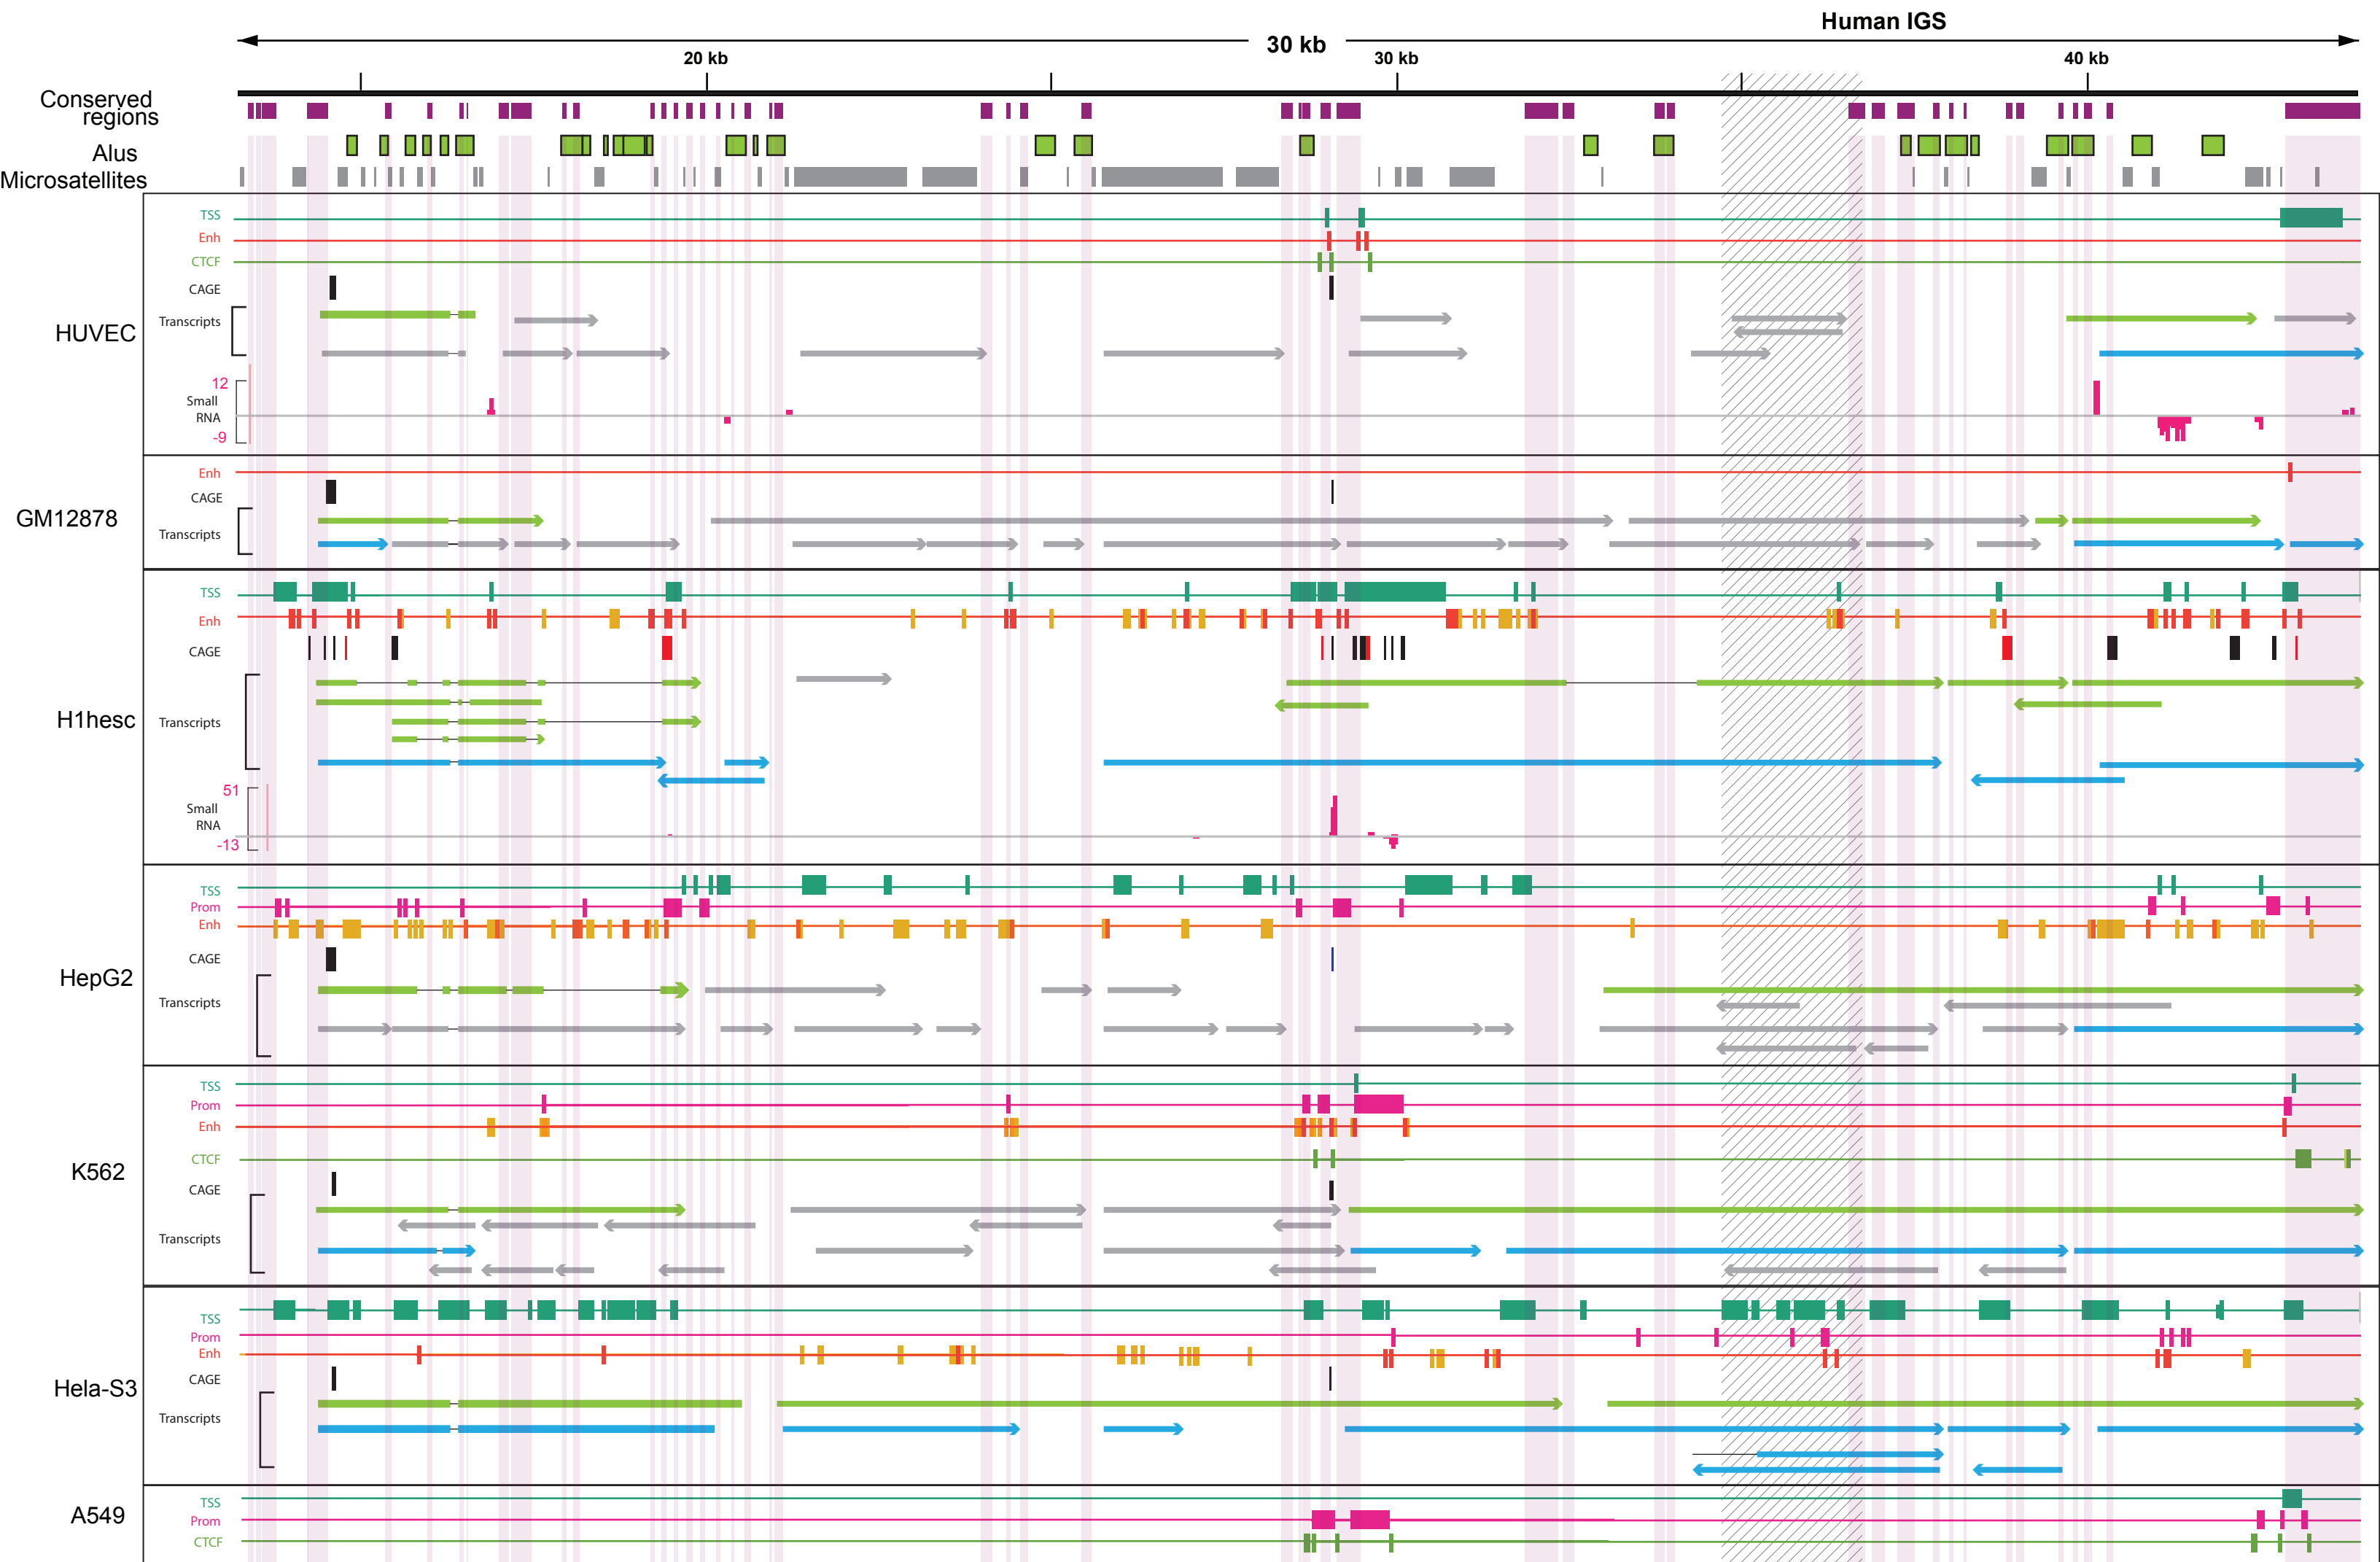 Human IGS
30 kb
20 kb 30 kb 40 kb
Conserved
regions
Alus
Microsatellites
TSS
Enh
CTCF
CAGE
HUVEC
Transcripts
12
Small
RNA
-9
Enh
CAGE
GM12878
Transcripts
TSS
Enh
CAGE
H1hesc
Transcripts
51
Small
RNA
-13
TSS
Prom
Enh
CAGE
HepG2
Transcripts
TSS
Prom
Enh
CTCF
K562
CAGE
Transcripts
TSS
Prom
Enh
CAGE
Hela-S3
Transcripts
TSS
A549
Prom
CTCF